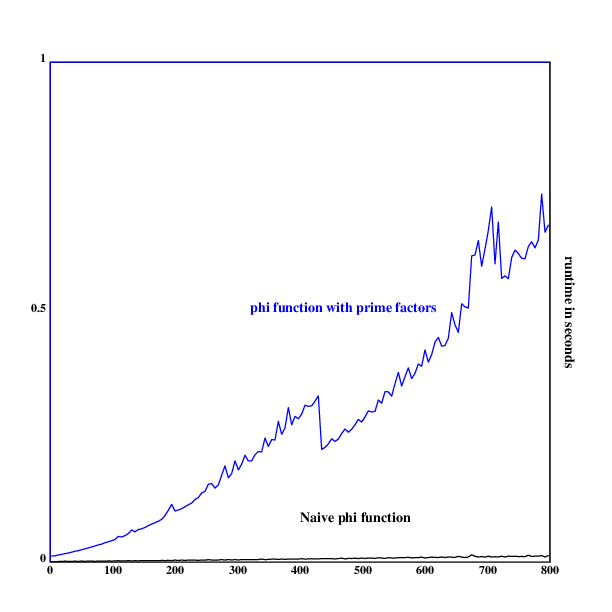 1
phi function with prime factors
0.5
runtime in seconds
Naive phi function
0
0 100 200 300 400 500 600 700 800